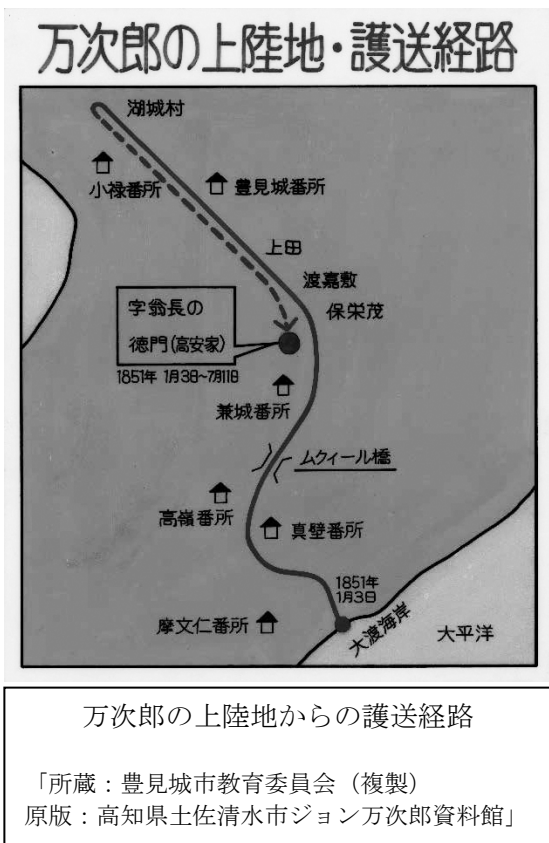 万次郎の上陸地・護送経路
湖城村
小禄番所
豊見城番所
上田
渡嘉敷
保栄茂
字翁長の
徳門(高安家)
1851年 1月3日~7月11日
兼城番所
ムクィール橋
高嶺番所
真壁番所
1851年
1月3日
摩文仁番所
大渡海岸
大平洋
万次郎の上陸地からの護送経路
「所蔵：豊見城市教育委員会（複製）
原版：高知県土佐清水市ジョン万次郎資料館」